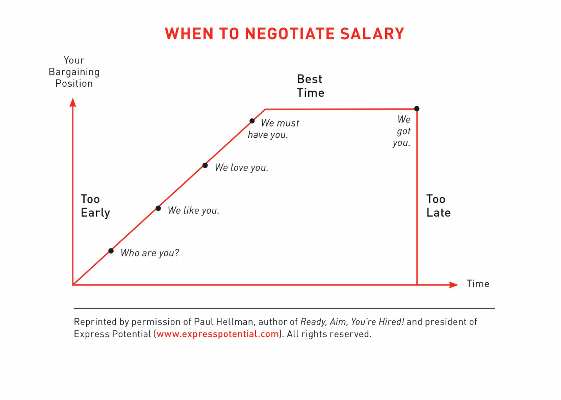 WHEN TO NEGOTIATE SALARY
Your
Bargaining
Position
Best
Time
We must
have you.
We
got
you.
We love you.
Too
Early
Too
Late
We like you.
Who are you?
Time
Reprinted by permission of Paul Hellman, author of Ready, Aim, You're Hired! and president of
Express Potential (www.expresspotential.com). All rights reserved.